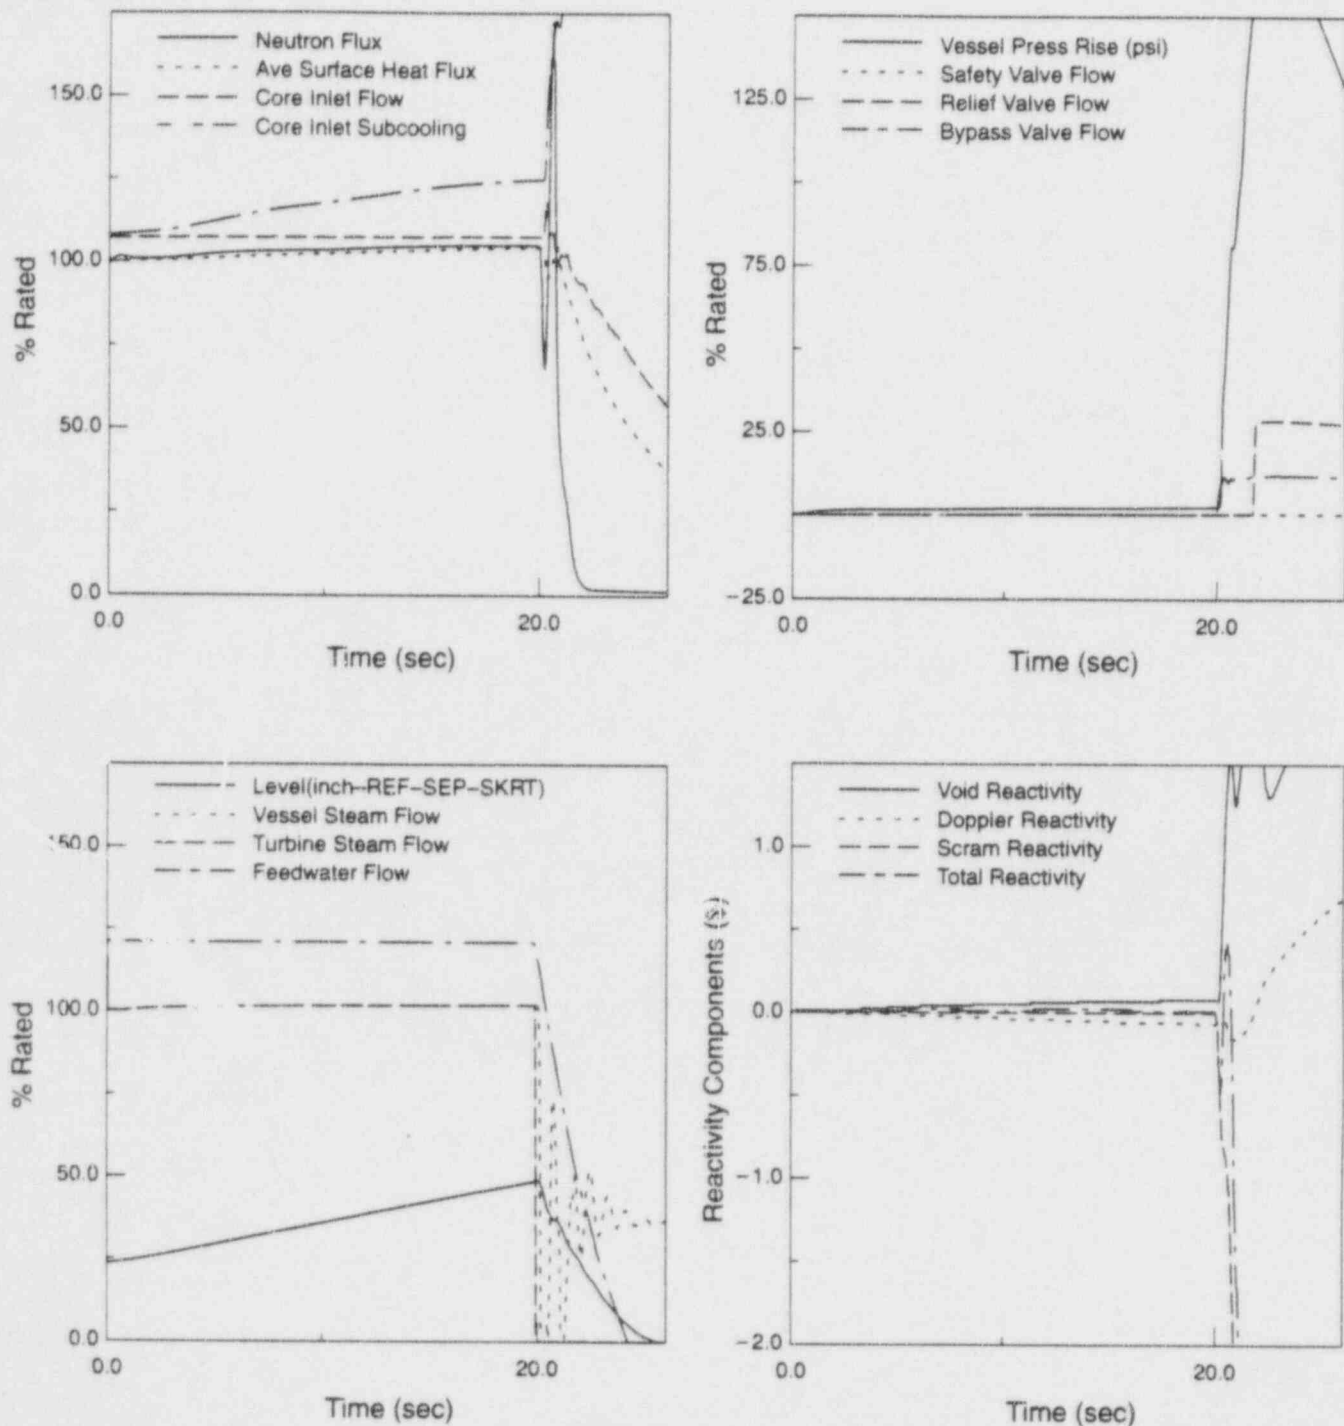 Neutron Flux
Ave Surface Heat Flux
Core Inlet Flow
Core Inlet Subcooling
150.0
100.0
50.0
0.0
% Rated
0.0
20.0
Time (sec)
Vessel Press Rise (psi)
Safety Valve Flow
Relief Valve Flow
Bypass Valve Flow
125.0
75.0
25.0
-25.0
% Rated
0.0
20.0
Time (sec)
Level(inch-REF-SEP-SKRT)
Vessel Steam Flow
Turbine Steam Flow
Feedwater Flow
150.0
100.0
50.0
0.0
% Rated
0.0
20.0
Time (sec)
Void Reactivity
Doppler Reactivity
Scram Reactivity
Total Reactivity
1.0
0.0
-1.0
-2.0
Reactivity Components ($)
0.0
20.0
Time (sec)